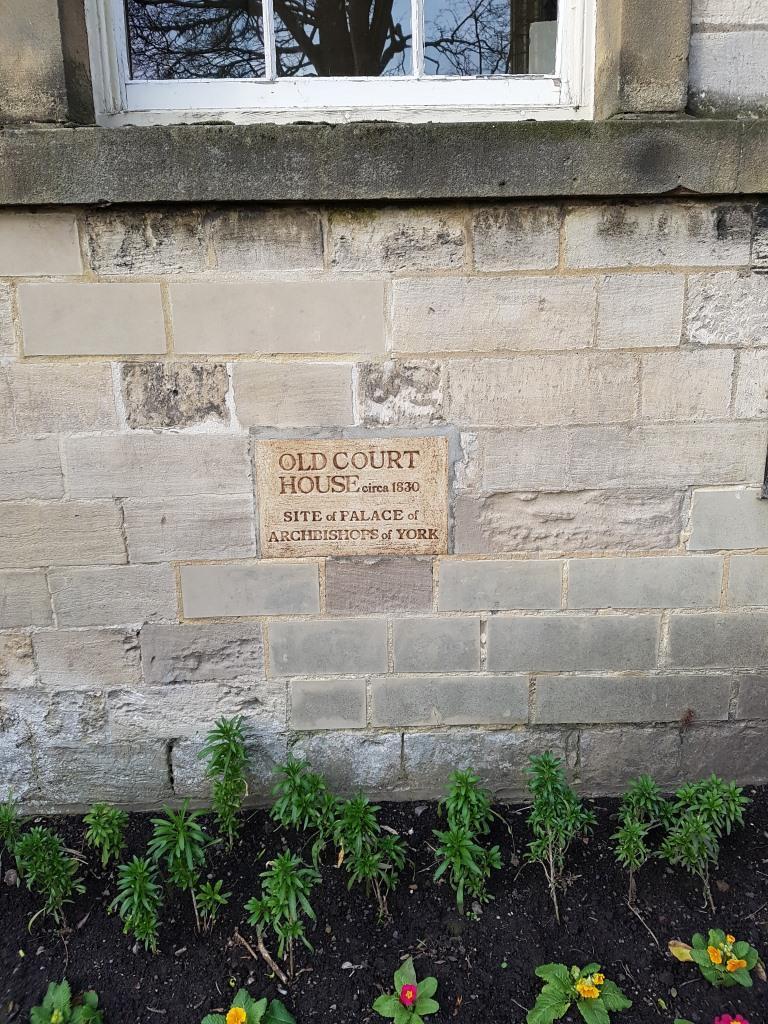 OLD COURT
HOUSE circa 1830
SITE of PALACE of
ARCHBISHOPS of YORK